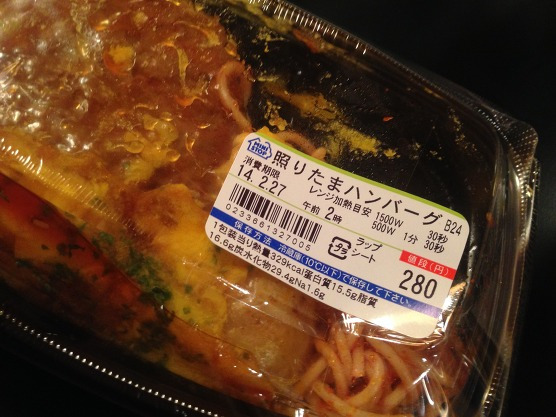 MINI STOP
照りたまハンバーグ B24
消費期限
14.2.27 午前 2時
レンジ加熱目安 1500W 30秒
500W 1分 30秒
0233661327005
プラ ラップ シート
値段(円)
280
保存方法 冷蔵庫(10℃以下)で保存して下さい。
1包装当り熱量329kcal蛋白質15.5g脂質
16.6g炭水化物29.4gNa1.6g